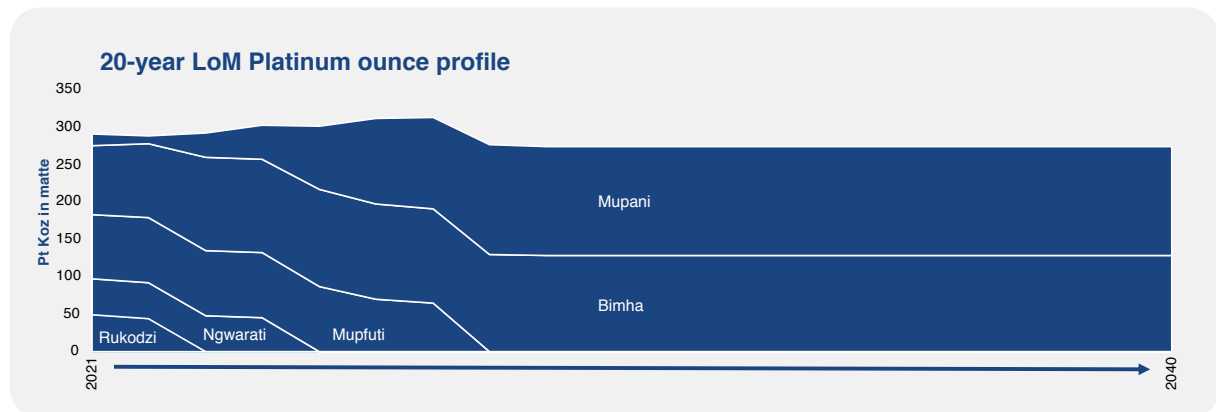 20-year LoM Platinum ounce profile
Pt Koz in matte
350
300
250
200
150
100
50
0
Mupani
Bimha
Rukodzi
Ngwarati
Mupfuti
2021
2040